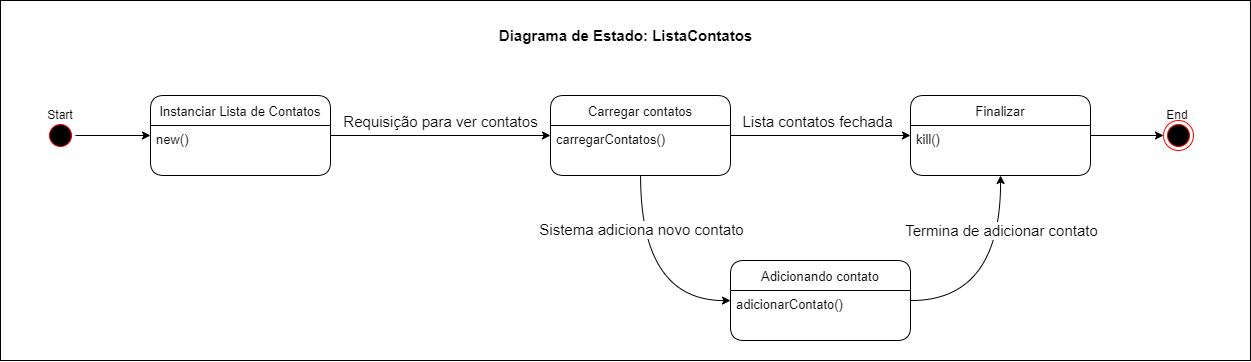 Diagrama de Estado: ListaContatos
Start
Instanciar Lista de Contatos
new()
Requisição para ver contatos
Carregar contatos
carregarContatos()
Lista contatos fechada
Finalizar
kill()
End
Sistema adiciona novo contato
Termina de adicionar contato
Adicionando contato
adicionarContato()